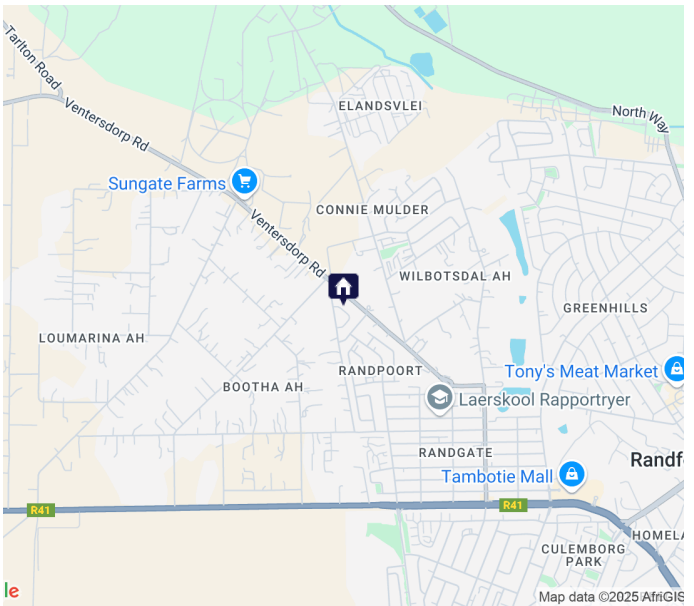 Tarlton Road
Ventersdorp Rd
ELANDSVLEI
North Way
Sungate Farms
CONNIE MULDER
Ventersdorp Rd
WILBOTSDAL AH
GREENHILLS
LOUMARINA AH
RANDPOORT
Tony's Meat Market
BOOTHA AH
Laerskool Rapportryer
RANDGATE
Randf
Tambotie Mall
R41
R41
HOMELA
CULEMBORG
PARK
le
Map data ©2025 AfriGIS